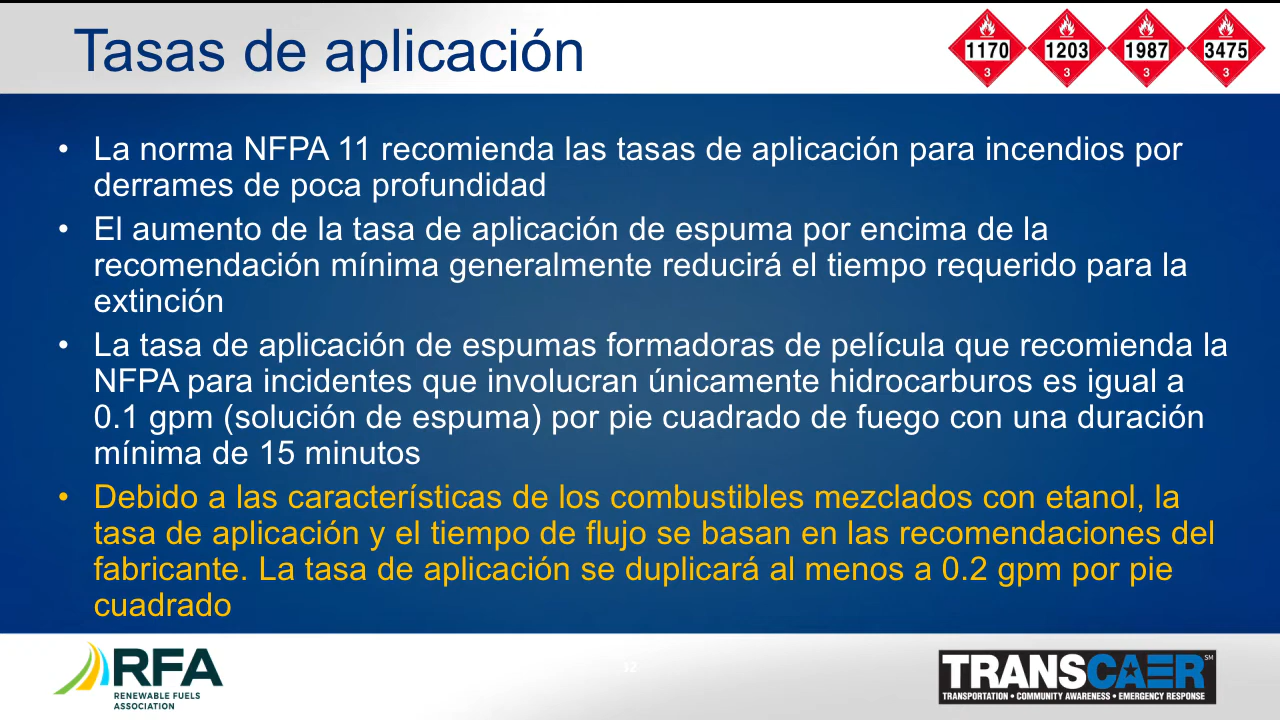 Tasas de aplicación
1170
3
1203
3
1987
3
3475
3
• La norma NFPA 11 recomienda las tasas de aplicación para incendios por
derrames de poca profundidad
• El aumento de la tasa de aplicación de espuma por encima de la
recomendación mínima generalmente reducirá el tiempo requerido para la
extinción
• La tasa de aplicación de espumas formadoras de película que recomienda la
NFPA para incidentes que involucran únicamente hidrocarburos es igual a
0.1 gpm (solución de espuma) por pie cuadrado de fuego con una duración
mínima de 15 minutos
• Debido a las características de los combustibles mezclados con etanol, la
tasa de aplicación y el tiempo de flujo se basan en las recomendaciones del
fabricante. La tasa de aplicación se duplicará al menos a 0.2 gpm por pie
cuadrado
RFA
RENEWABLE FUELS
ASSOCIATION
52
TRANSCAER SM
TRANSPORTATION • COMMUNITY AWARENESS • EMERGENCY RESPONSE